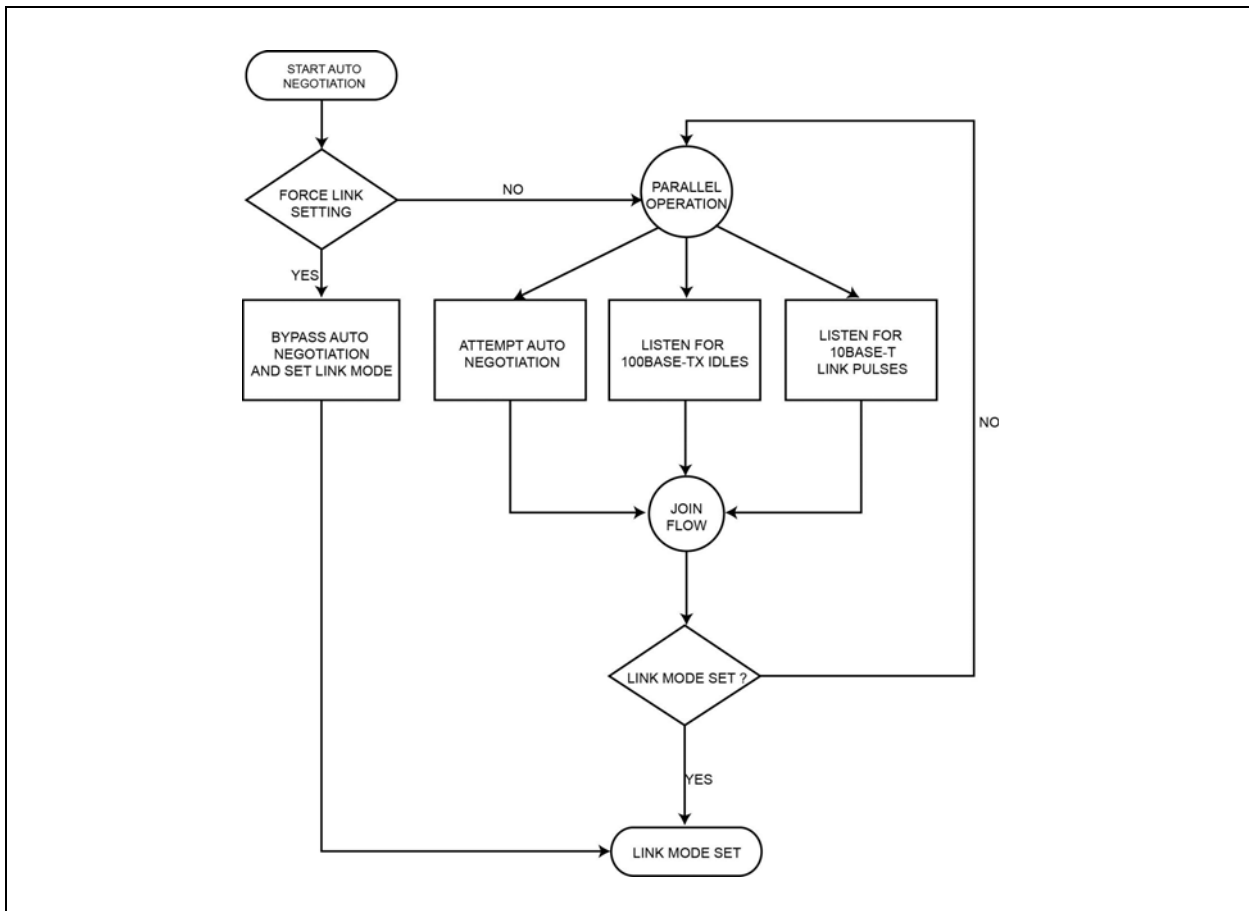 START AUTO
NEGOTIATION
FORCE LINK
SETTING
NO
PARALLEL
OPERATION
YES
BYPASS AUTO
NEGOTIATION
AND SET LINK MODE
ATTEMPT AUTO
NEGOTIATION
LISTEN FOR
100BASE-TX IDLES
LISTEN FOR
10BASE-T
LINK PULSES
NO
JOIN
FLOW
LINK MODE SET ?
YES
LINK MODE SET